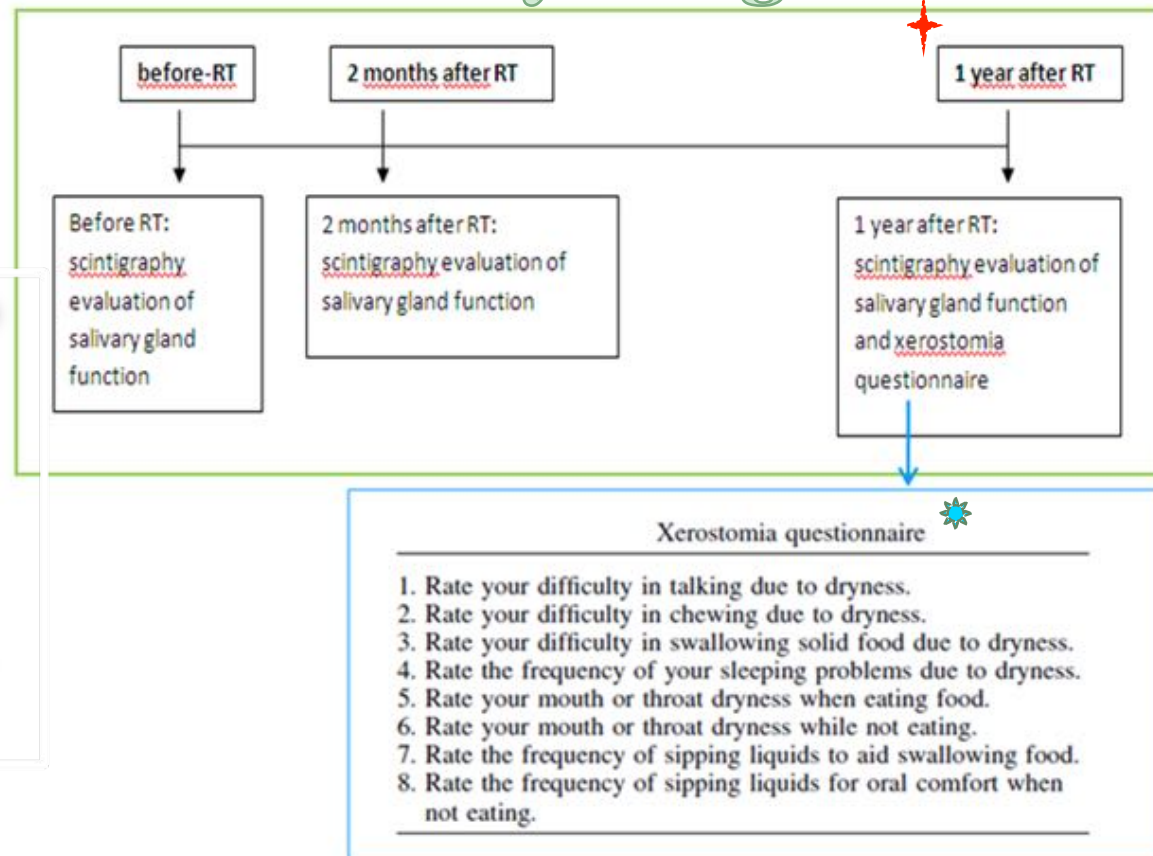 before-RT
2 months after RT
1 year after RT
Before RT:
scintigraphy
evaluation of
salivary gland
function
2 months after RT:
scintigraphy evaluation of
salivary gland function
1 year after RT:
scintigraphy evaluation of
salivary gland function
and xerostomia
questionnaire
Xerostomia questionnaire
1. Rate your difficulty in talking due to dryness.
2. Rate your difficulty in chewing due to dryness.
3. Rate your difficulty in swallowing solid food due to dryness.
4. Rate the frequency of your sleeping problems due to dryness.
5. Rate your mouth or throat dryness when eating food.
6. Rate your mouth or throat dryness while not eating.
7. Rate the frequency of sipping liquids to aid swallowing food.
8. Rate the frequency of sipping liquids for oral comfort when
not eating.